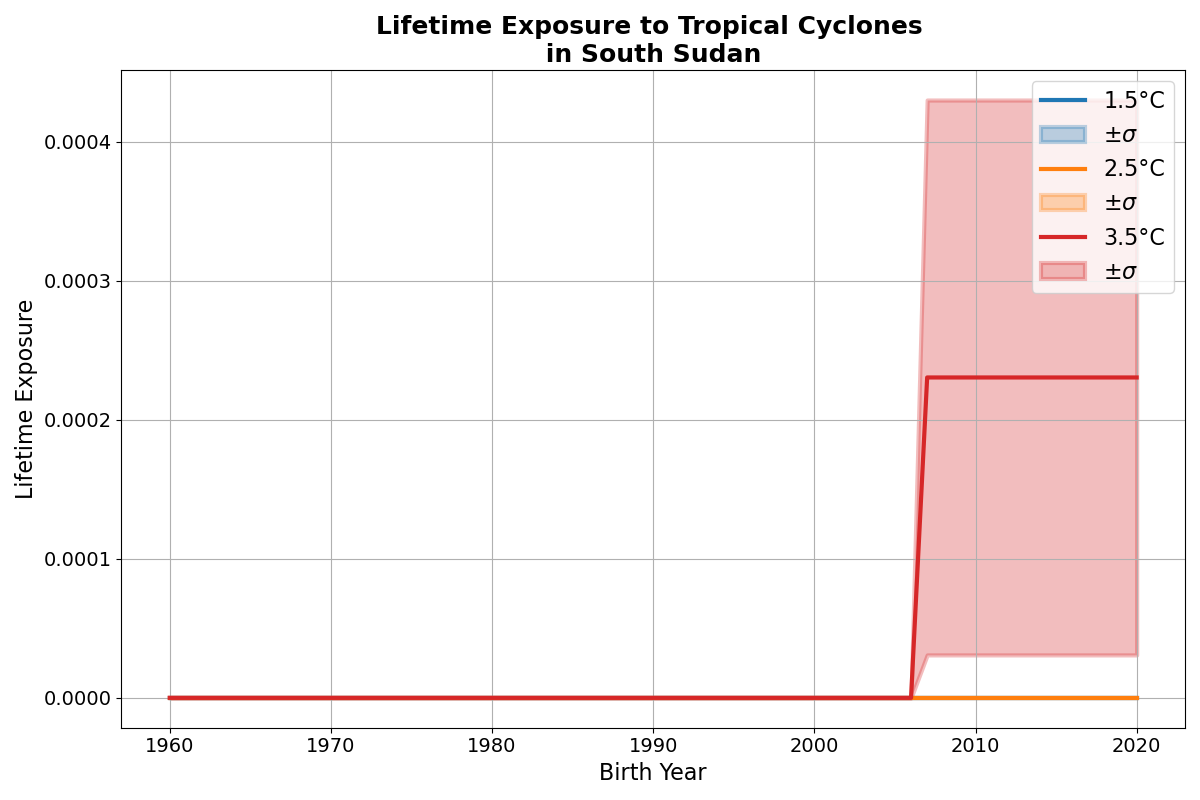 Lifetime Exposure to Tropical Cyclones
in South Sudan
1.5°C
±σ
2.5°C
±σ
3.5°C
±σ
Lifetime Exposure
0.0004
0.0003
0.0002
0.0001
0.0000
1960 1970 1980 1990 2000 2010 2020
Birth Year